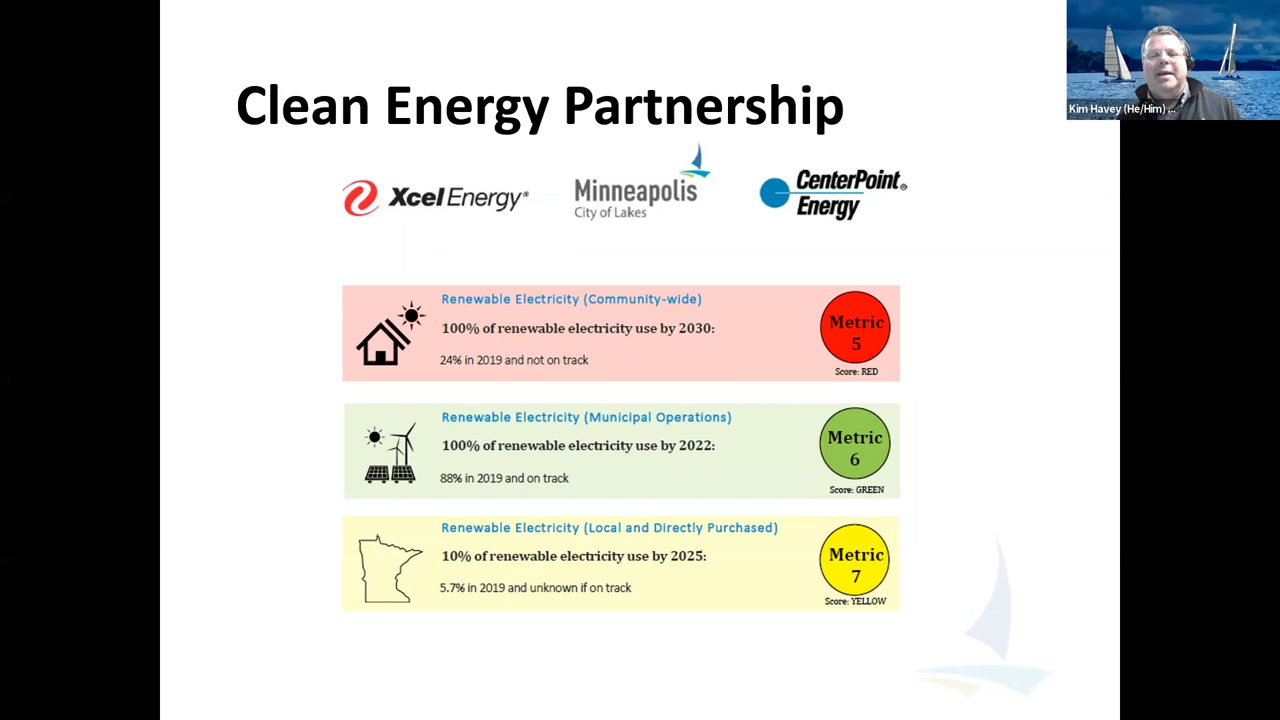 Clean Energy Partnership
Kim Havey (He/Him) ...
Xcel Energy®
Minneapolis
City of Lakes
CenterPoint®
Energy
Renewable Electricity (Community-wide)
100% of renewable electricity use by 2030:
24% in 2019 and not on track
Metric
5
Score: RED
Renewable Electricity (Municipal Operations)
100% of renewable electricity use by 2022:
88% in 2019 and on track
Metric
6
Score: GREEN
Renewable Electricity (Local and Directly Purchased)
10% of renewable electricity use by 2025:
5.7% in 2019 and unknown if on track
Metric
7
Score: YELLOW